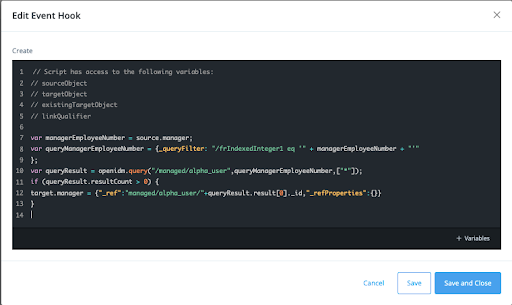 Edit Event Hook
Create
1 // Script has access to the following variables:
2 // sourceObject
3 // targetObject
4 // existingTargetObject
5 // linkQualifier
6
7 var managerEmployeeNumber = source.manager;
8 var queryManagerEmployeeNumber = {_queryFilter: "/frIndexedInteger1 eq '" + managerEmployeeNumber + "'"
9 };
10 var queryResult = openidm.query("/managed/alpha_user",queryManagerEmployeeNumber,["*"]);
11 if (queryResult.resultCount > 0) {
12 target.manager = {"_ref":"managed/alpha_user/"+queryResult.result[0]._id,"_refProperties":{}}
13 }
14
+ Variables
Cancel
Save
Save and Close